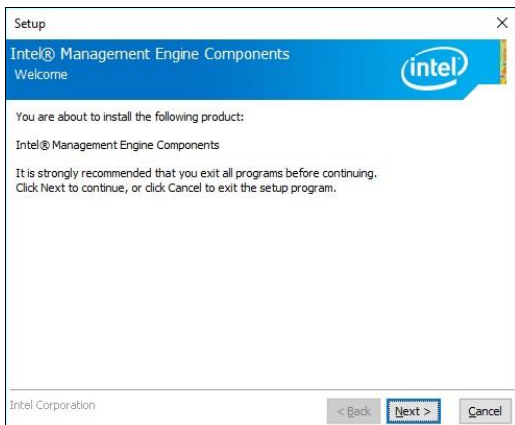 Setup
Intel® Management Engine Components
Welcome
intel
You are about to install the following product:
Intel® Management Engine Components
It is strongly recommended that you exit all programs before continuing.
Click Next to continue, or click Cancel to exit the setup program.
Intel Corporation
< Back
Next >
Cancel